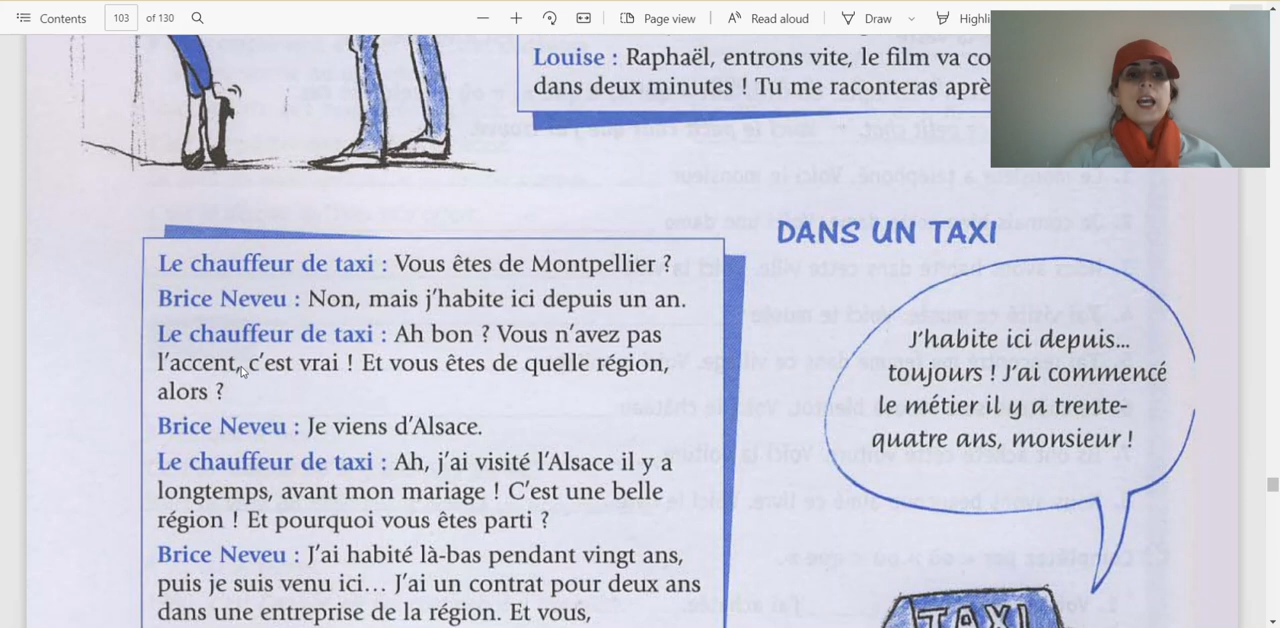 Contents
103
of 130
Page view
Read aloud
Draw
Highli
Louise : Raphaël, entrons vite, le film va co
dans deux minutes ! Tu me raconteras aprè
DANS UN TAXI
Le chauffeur de taxi : Vous êtes de Montpellier ?
Brice Neveu : Non, mais j'habite ici depuis un an.
Le chauffeur de taxi : Ah bon ? Vous n'avez pas
l'accent, c'est vrai ! Et vous êtes de quelle région,
alors ?
Brice Neveu : Je viens d'Alsace.
Le chauffeur de taxi : Ah, j'ai visité l'Alsace il y a
longtemps, avant mon mariage ! C'est une belle
région ! Et pourquoi vous êtes parti ?
Brice Neveu : J'ai habité là-bas pendant vingt ans,
puis je suis venu ici... J'ai un contrat pour deux ans
dans une entreprise de la région. Et vous,
J'habite ici depuis...
toujours ! J'ai commencé
le métier il y a trente-
quatre ans, monsieur !
TAXI